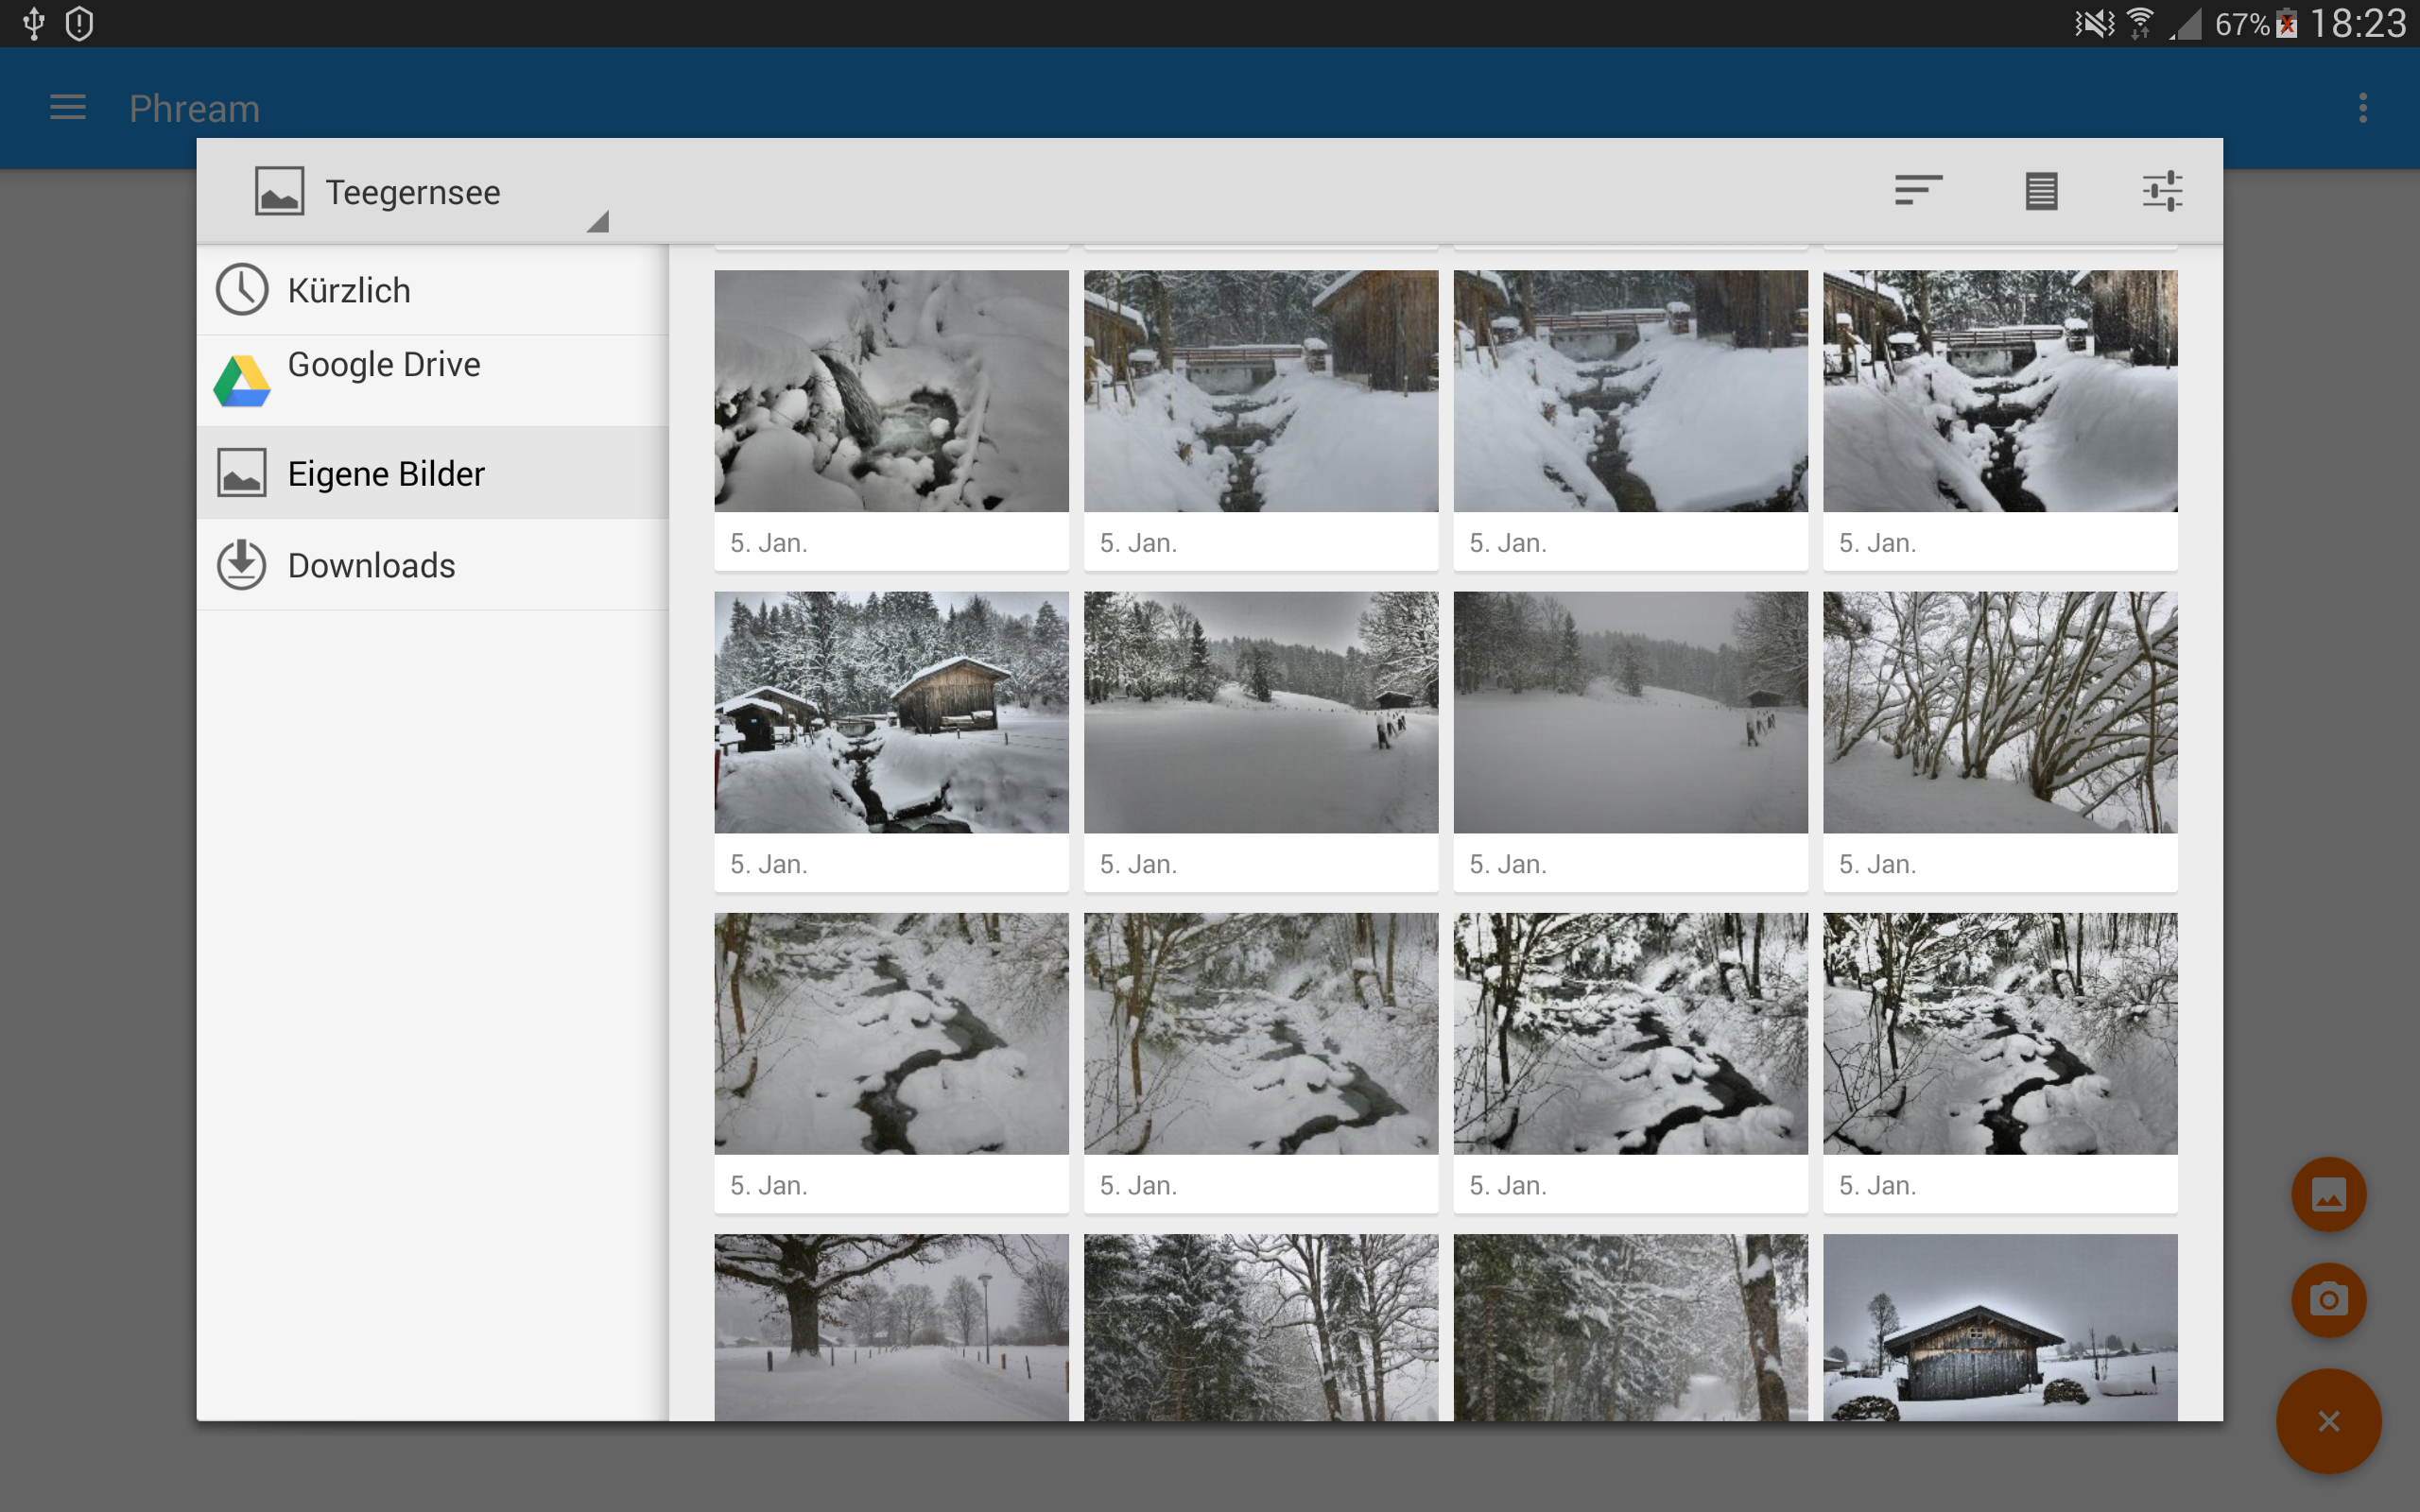 67% 18:23
Phream
Teegernsee
Kürzlich
Google Drive
Eigene Bilder
Downloads
5. Jan. 5. Jan. 5. Jan. 5. Jan.
5. Jan. 5. Jan. 5. Jan. 5. Jan.
5. Jan. 5. Jan. 5. Jan. 5. Jan.